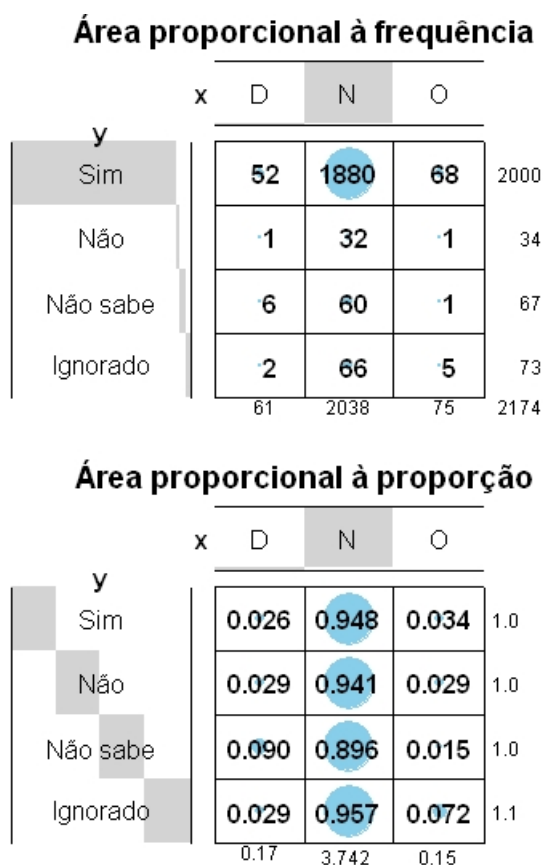 Área proporcional à frequência
x D N O
y
Sim 52 1880 68 2000
Não 1 32 1 34
Não sabe 6 60 1 67
Ignorado 2 66 5 73
61 2038 75 2174
Área proporcional à proporção
x D N O
y
Sim 0.026 0.948 0.034 1.0
Não 0.029 0.941 0.029 1.0
Não sabe 0.090 0.896 0.015 1.0
Ignorado 0.029 0.957 0.072 1.1
0.17 3.742 0.15